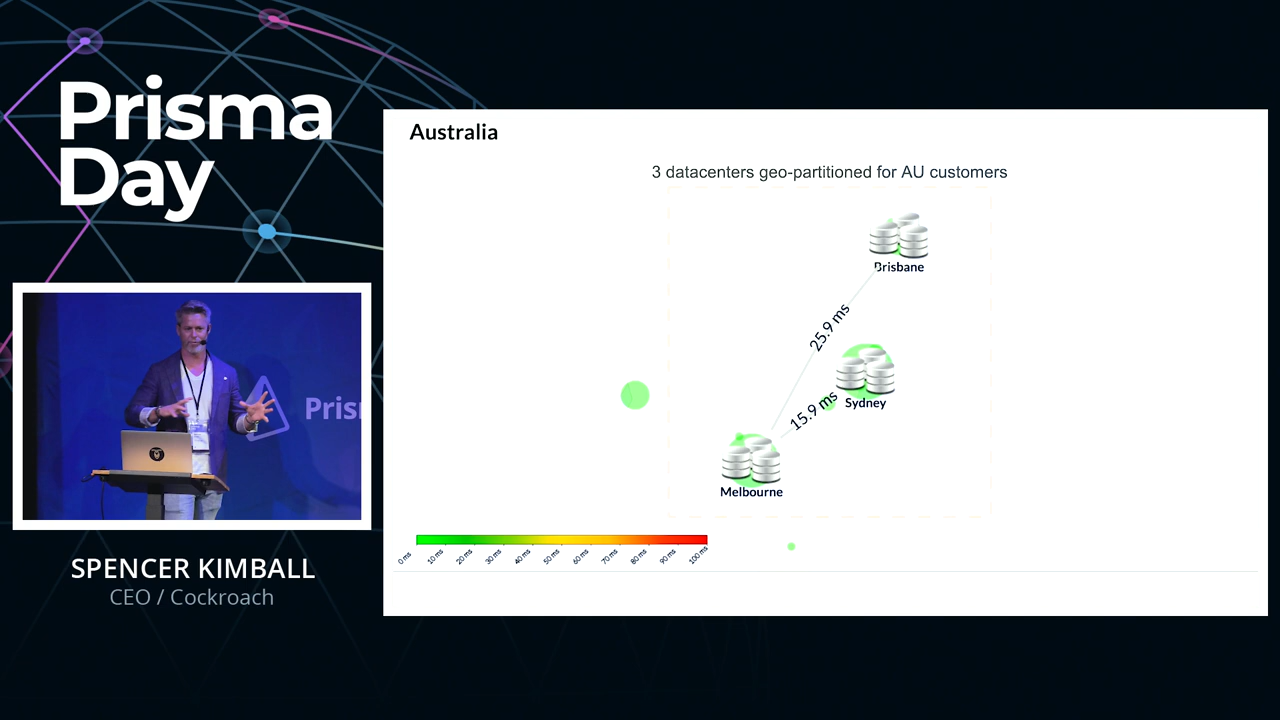 Prisma
Day
Australia
3 datacenters geo-partitioned for AU customers
Brisbane
25.9 ms
Sydney
15.9 ms
Melbourne
0 ms
10 ms
20 ms
30 ms
40 ms
50 ms
60 ms
70 ms
80 ms
90 ms
100 ms
SPENCER KIMBALL
CEO / Cockroach